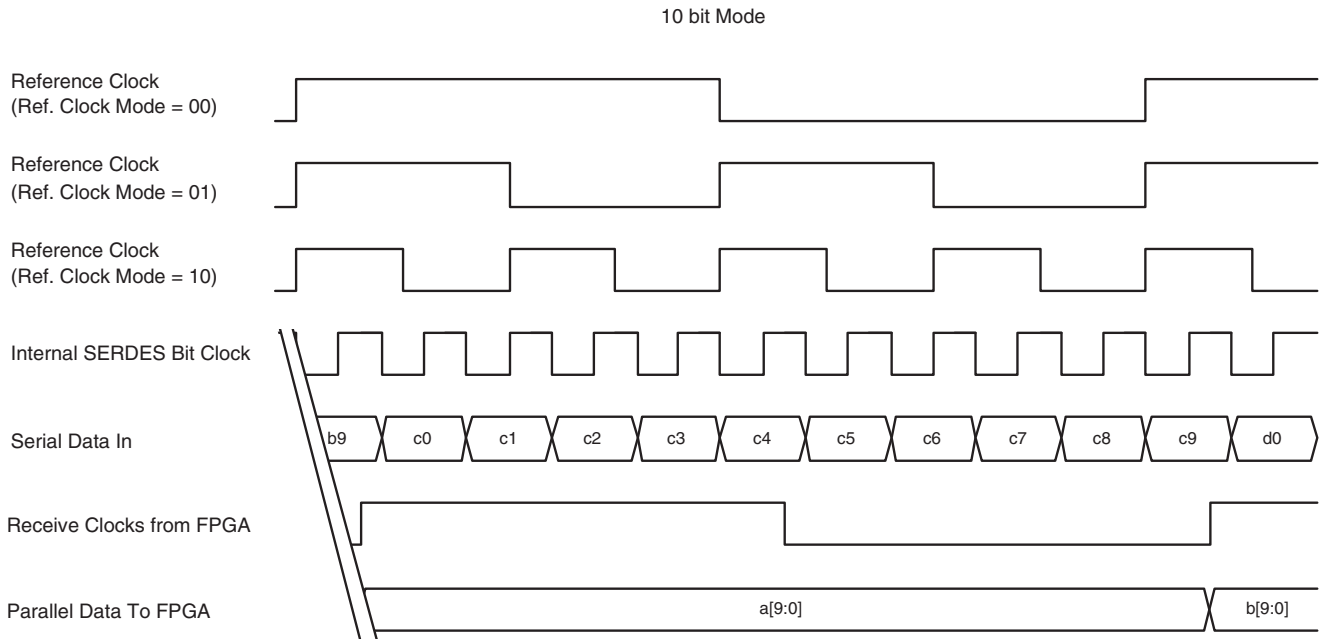 10 bit Mode
Reference Clock
(Ref. Clock Mode = 00)
Reference Clock
(Ref. Clock Mode = 01)
Reference Clock
(Ref. Clock Mode = 10)
Internal SERDES Bit Clock
Serial Data In
b9 c0 c1 c2 c3 c4 c5 c6 c7 c8 c9 d0
Receive Clocks from FPGA
Parallel Data To FPGA
a[9:0] b[9:0]